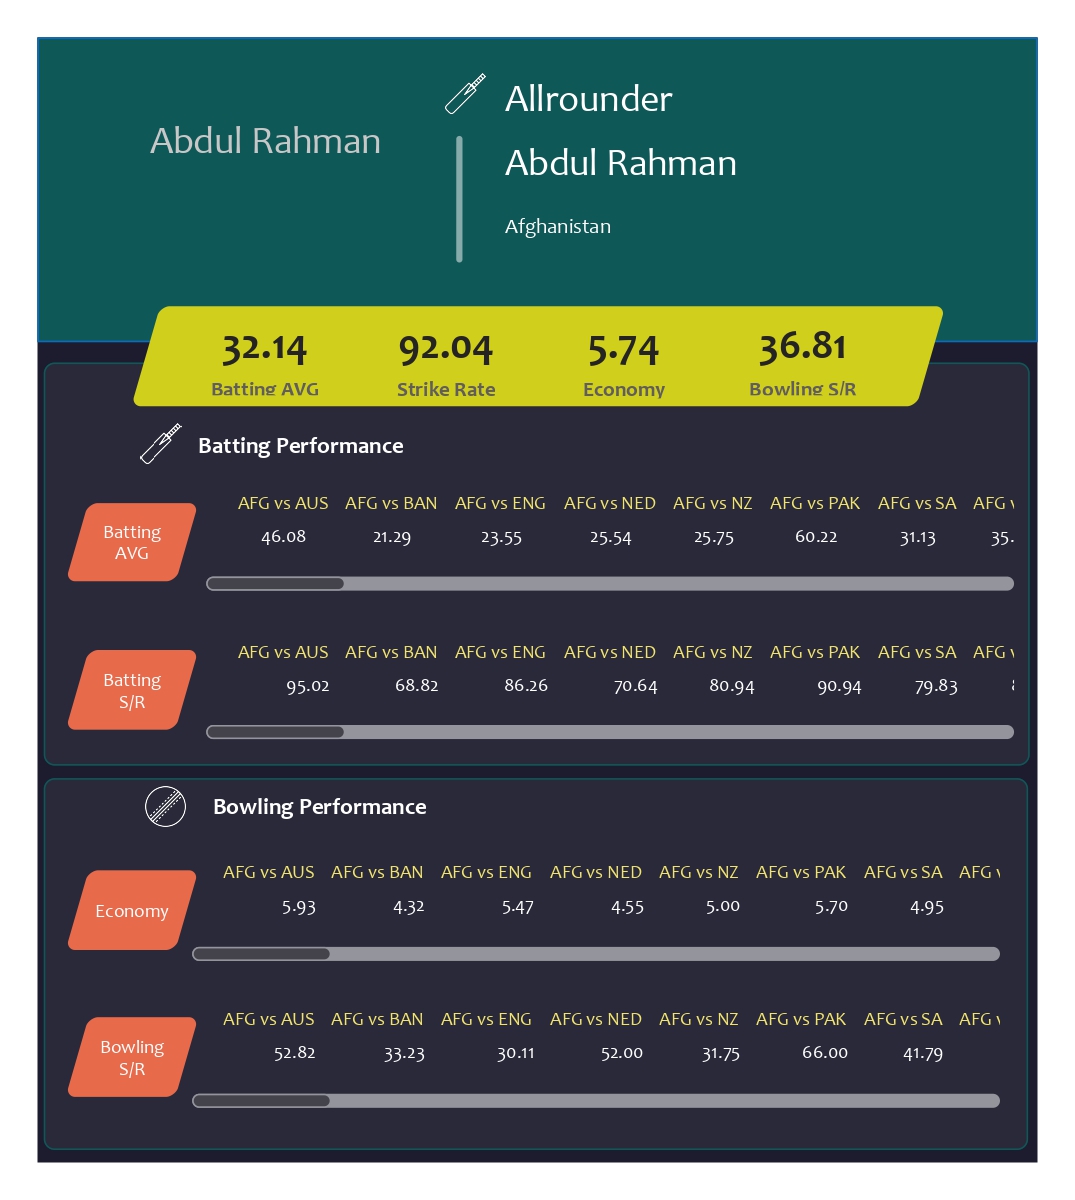 Abdul Rahman
Allrounder
Abdul Rahman
Afghanistan
32.14 92.04 5.74 36.81
Batting AVG Strike Rate Economy Bowling S/R
Batting Performance
AFG vs AUS AFG vs BAN AFG vs ENG AFG vs NED AFG vs NZ AFG vs PAK AFG vs SA AFG v
Batting
AVG
46.08 21.29 23.55 25.54 25.75 60.22 31.13 35.
AFG vs AUS AFG vs BAN AFG vs ENG AFG vs NED AFG vs NZ AFG vs PAK AFG vs SA AFG v
Batting
S/R
95.02 68.82 86.26 70.64 80.94 90.94 79.83
Bowling Performance
AFG vs AUS AFG vs BAN AFG vs ENG AFG vs NED AFG vs NZ AFG vs PAK AFG vs SA AFG v
Economy
5.93 4.32 5.47 4.55 5.00 5.70 4.95
AFG vs AUS AFG vs BAN AFG vs ENG AFG vs NED AFG vs NZ AFG vs PAK AFG vs SA AFG v
Bowling
S/R
52.82 33.23 30.11 52.00 31.75 66.00 41.79